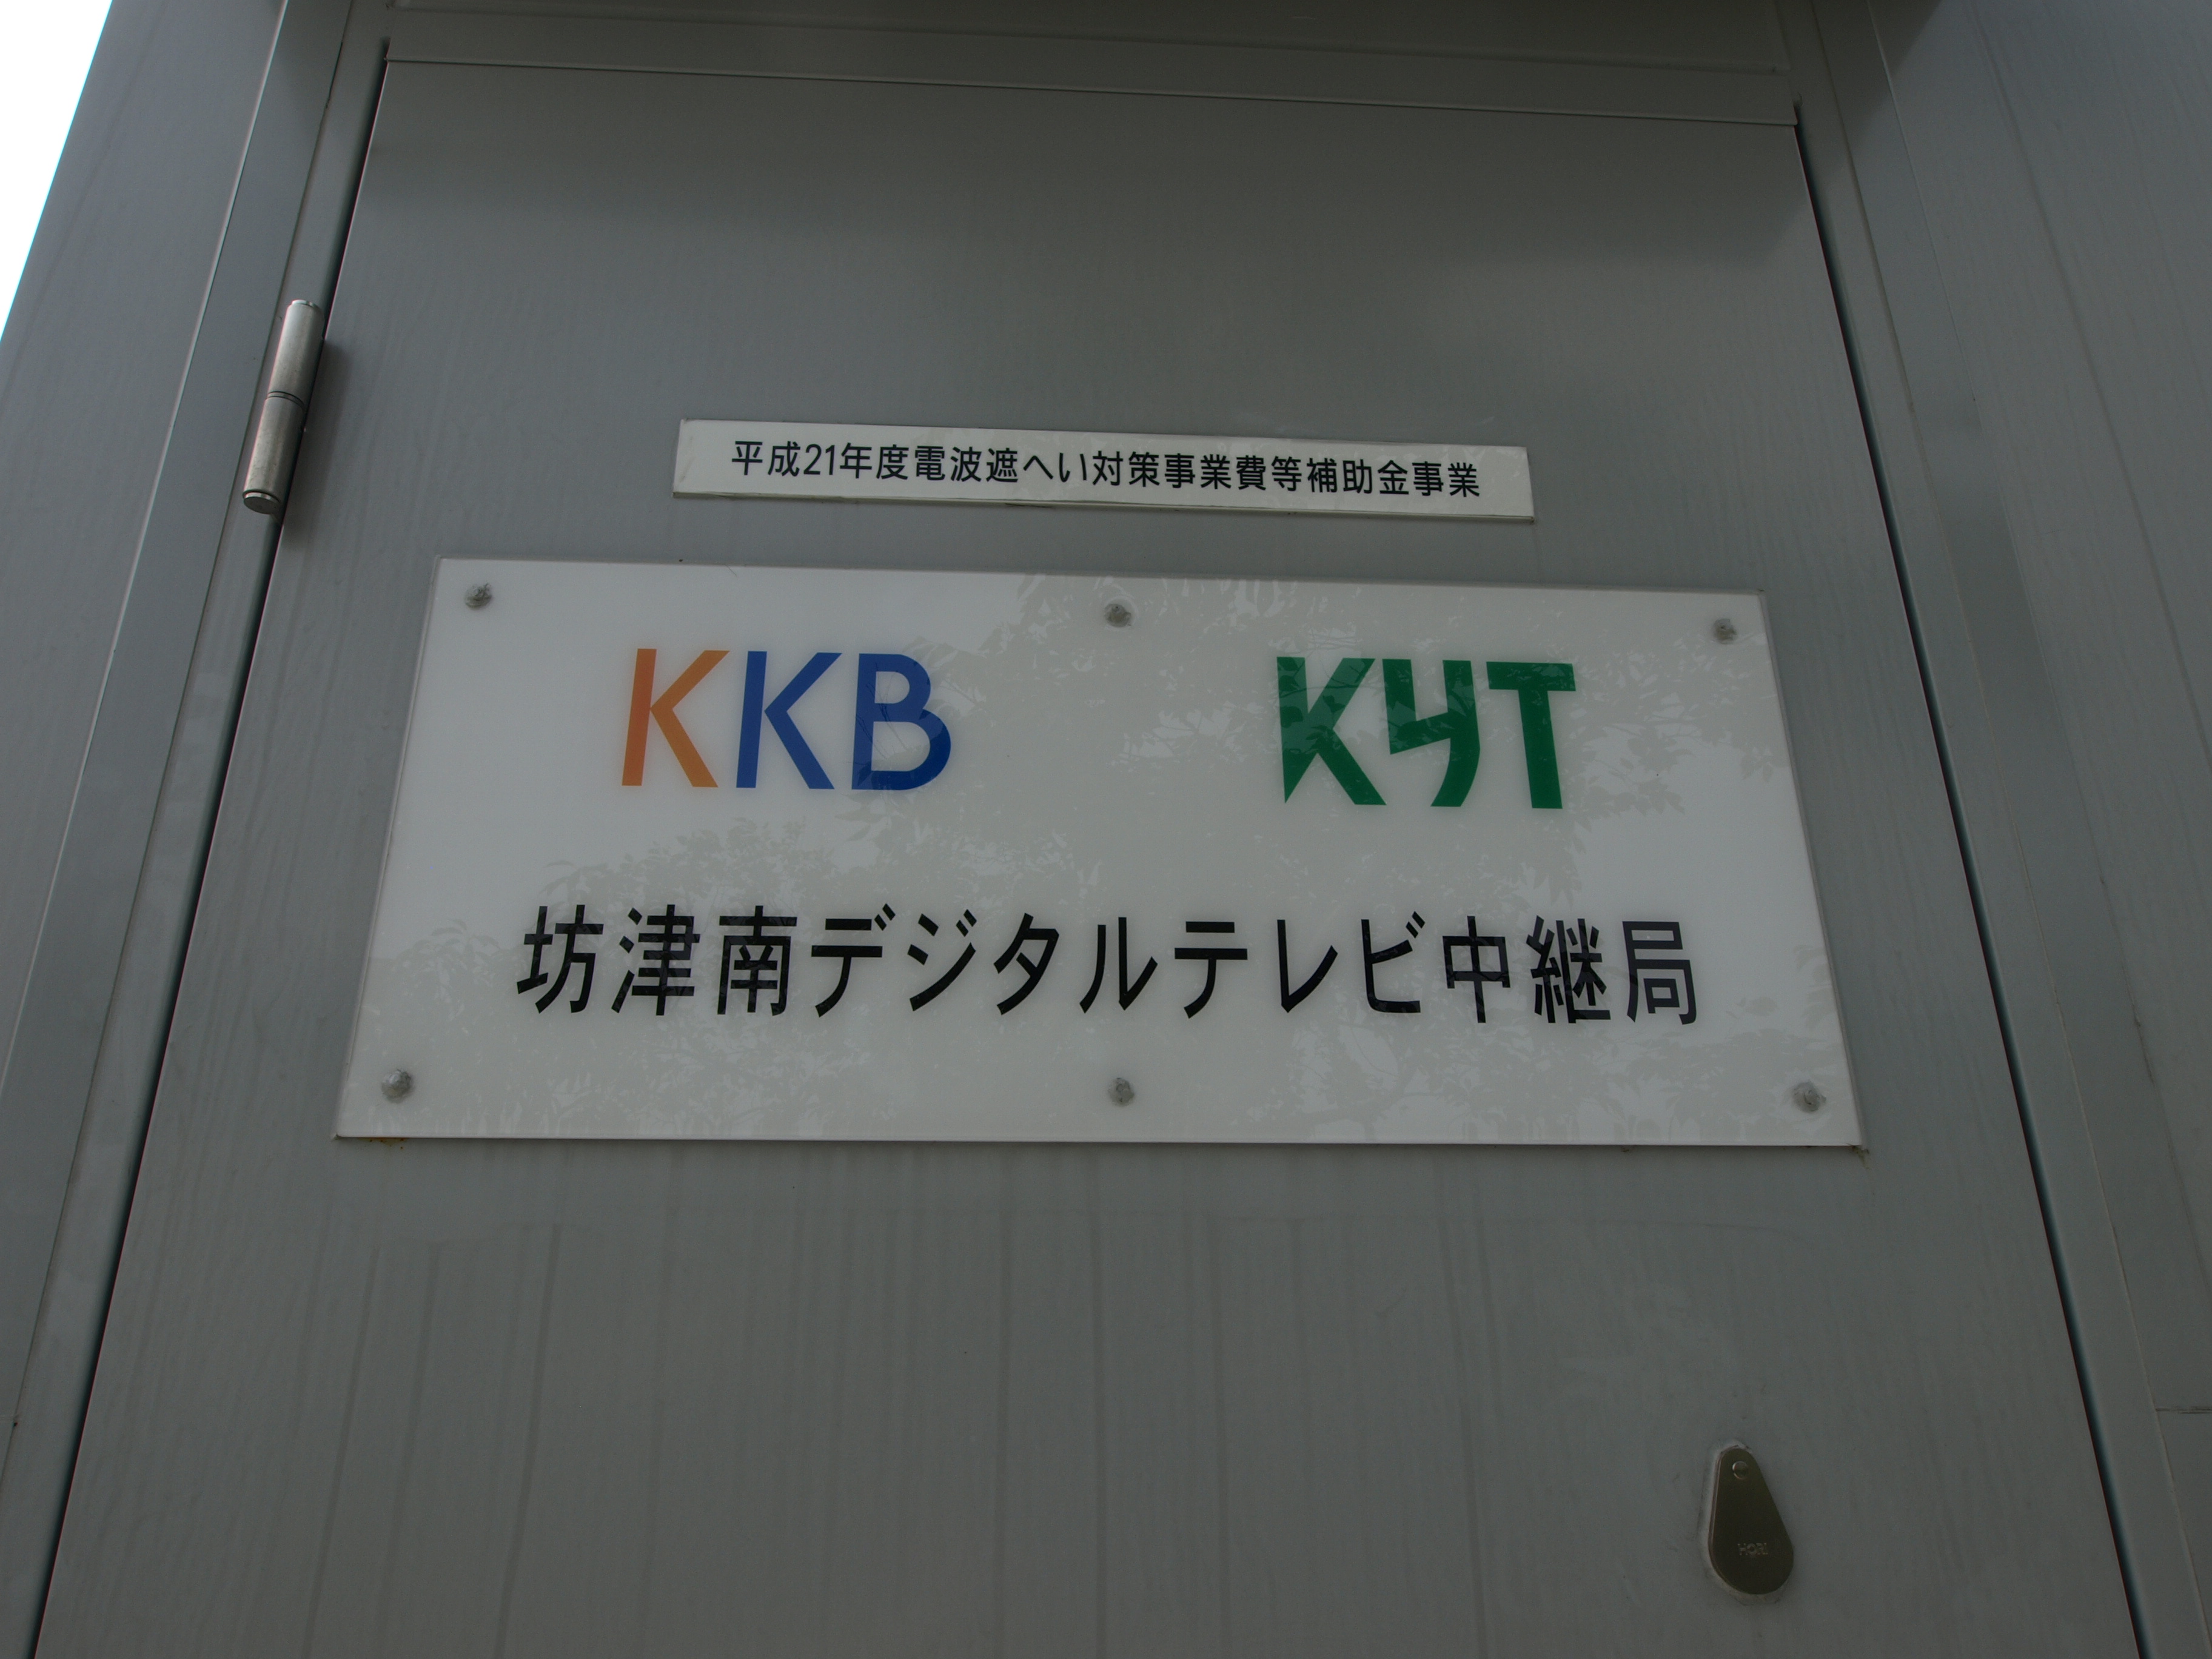 平成21年度電波遮へい対策事業費等補助金事業
KKB KYT
坊津南デジタルテレビ中継局
HORI